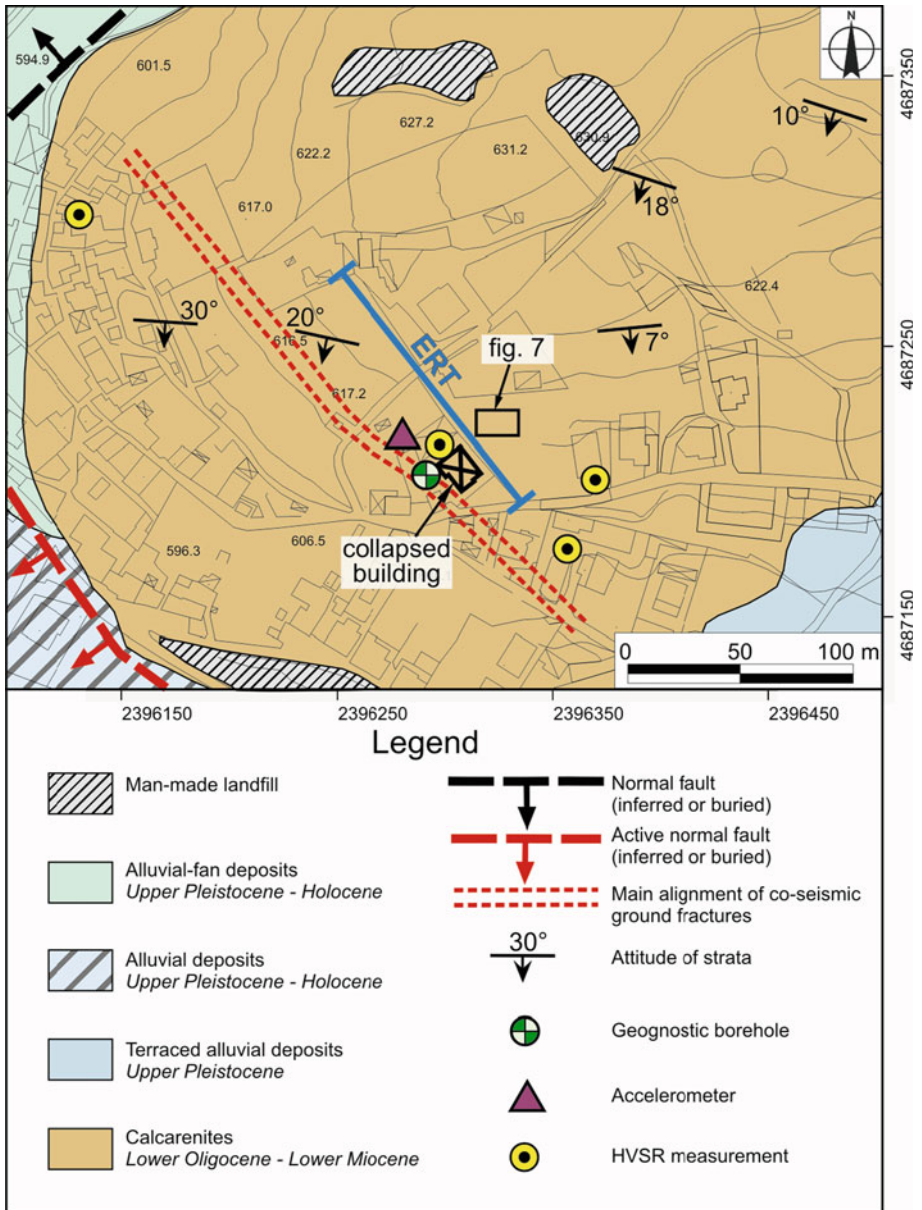 N
594.9
601.5
4687350
627.2
10°
630.9
622.2
631.2
18°
617.0
622.4
30°
20°
7°
4687250
616.5
ERT
fig. 7
617.2
606.5
collapsed
building
596.3
4687150
0 50 100 m
2396150 2396250 2396350 2396450
Legend
Man-made landfill
Alluvial-fan deposits
Upper Pleistocene - Holocene
Alluvial deposits
Upper Pleistocene - Holocene
Terraced alluvial deposits
Upper Pleistocene
Calcarenites
Lower Oligocene - Lower Miocene
Normal fault
(inferred or buried)
Active normal fault
(inferred or buried)
Main alignment of co-seismic
ground fractures
30°
Attitude of strata
Geognostic borehole
Accelerometer
HVSR measurement